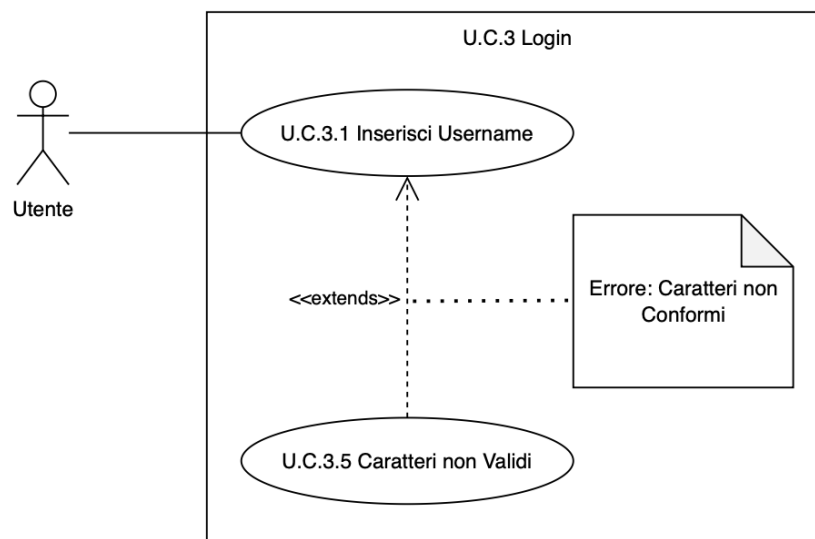 U.C.3 Login
U.C.3.1 Inserisci Username
Utente
<<extends>>
Errore: Caratteri non
Conformi
U.C.3.5 Caratteri non Validi